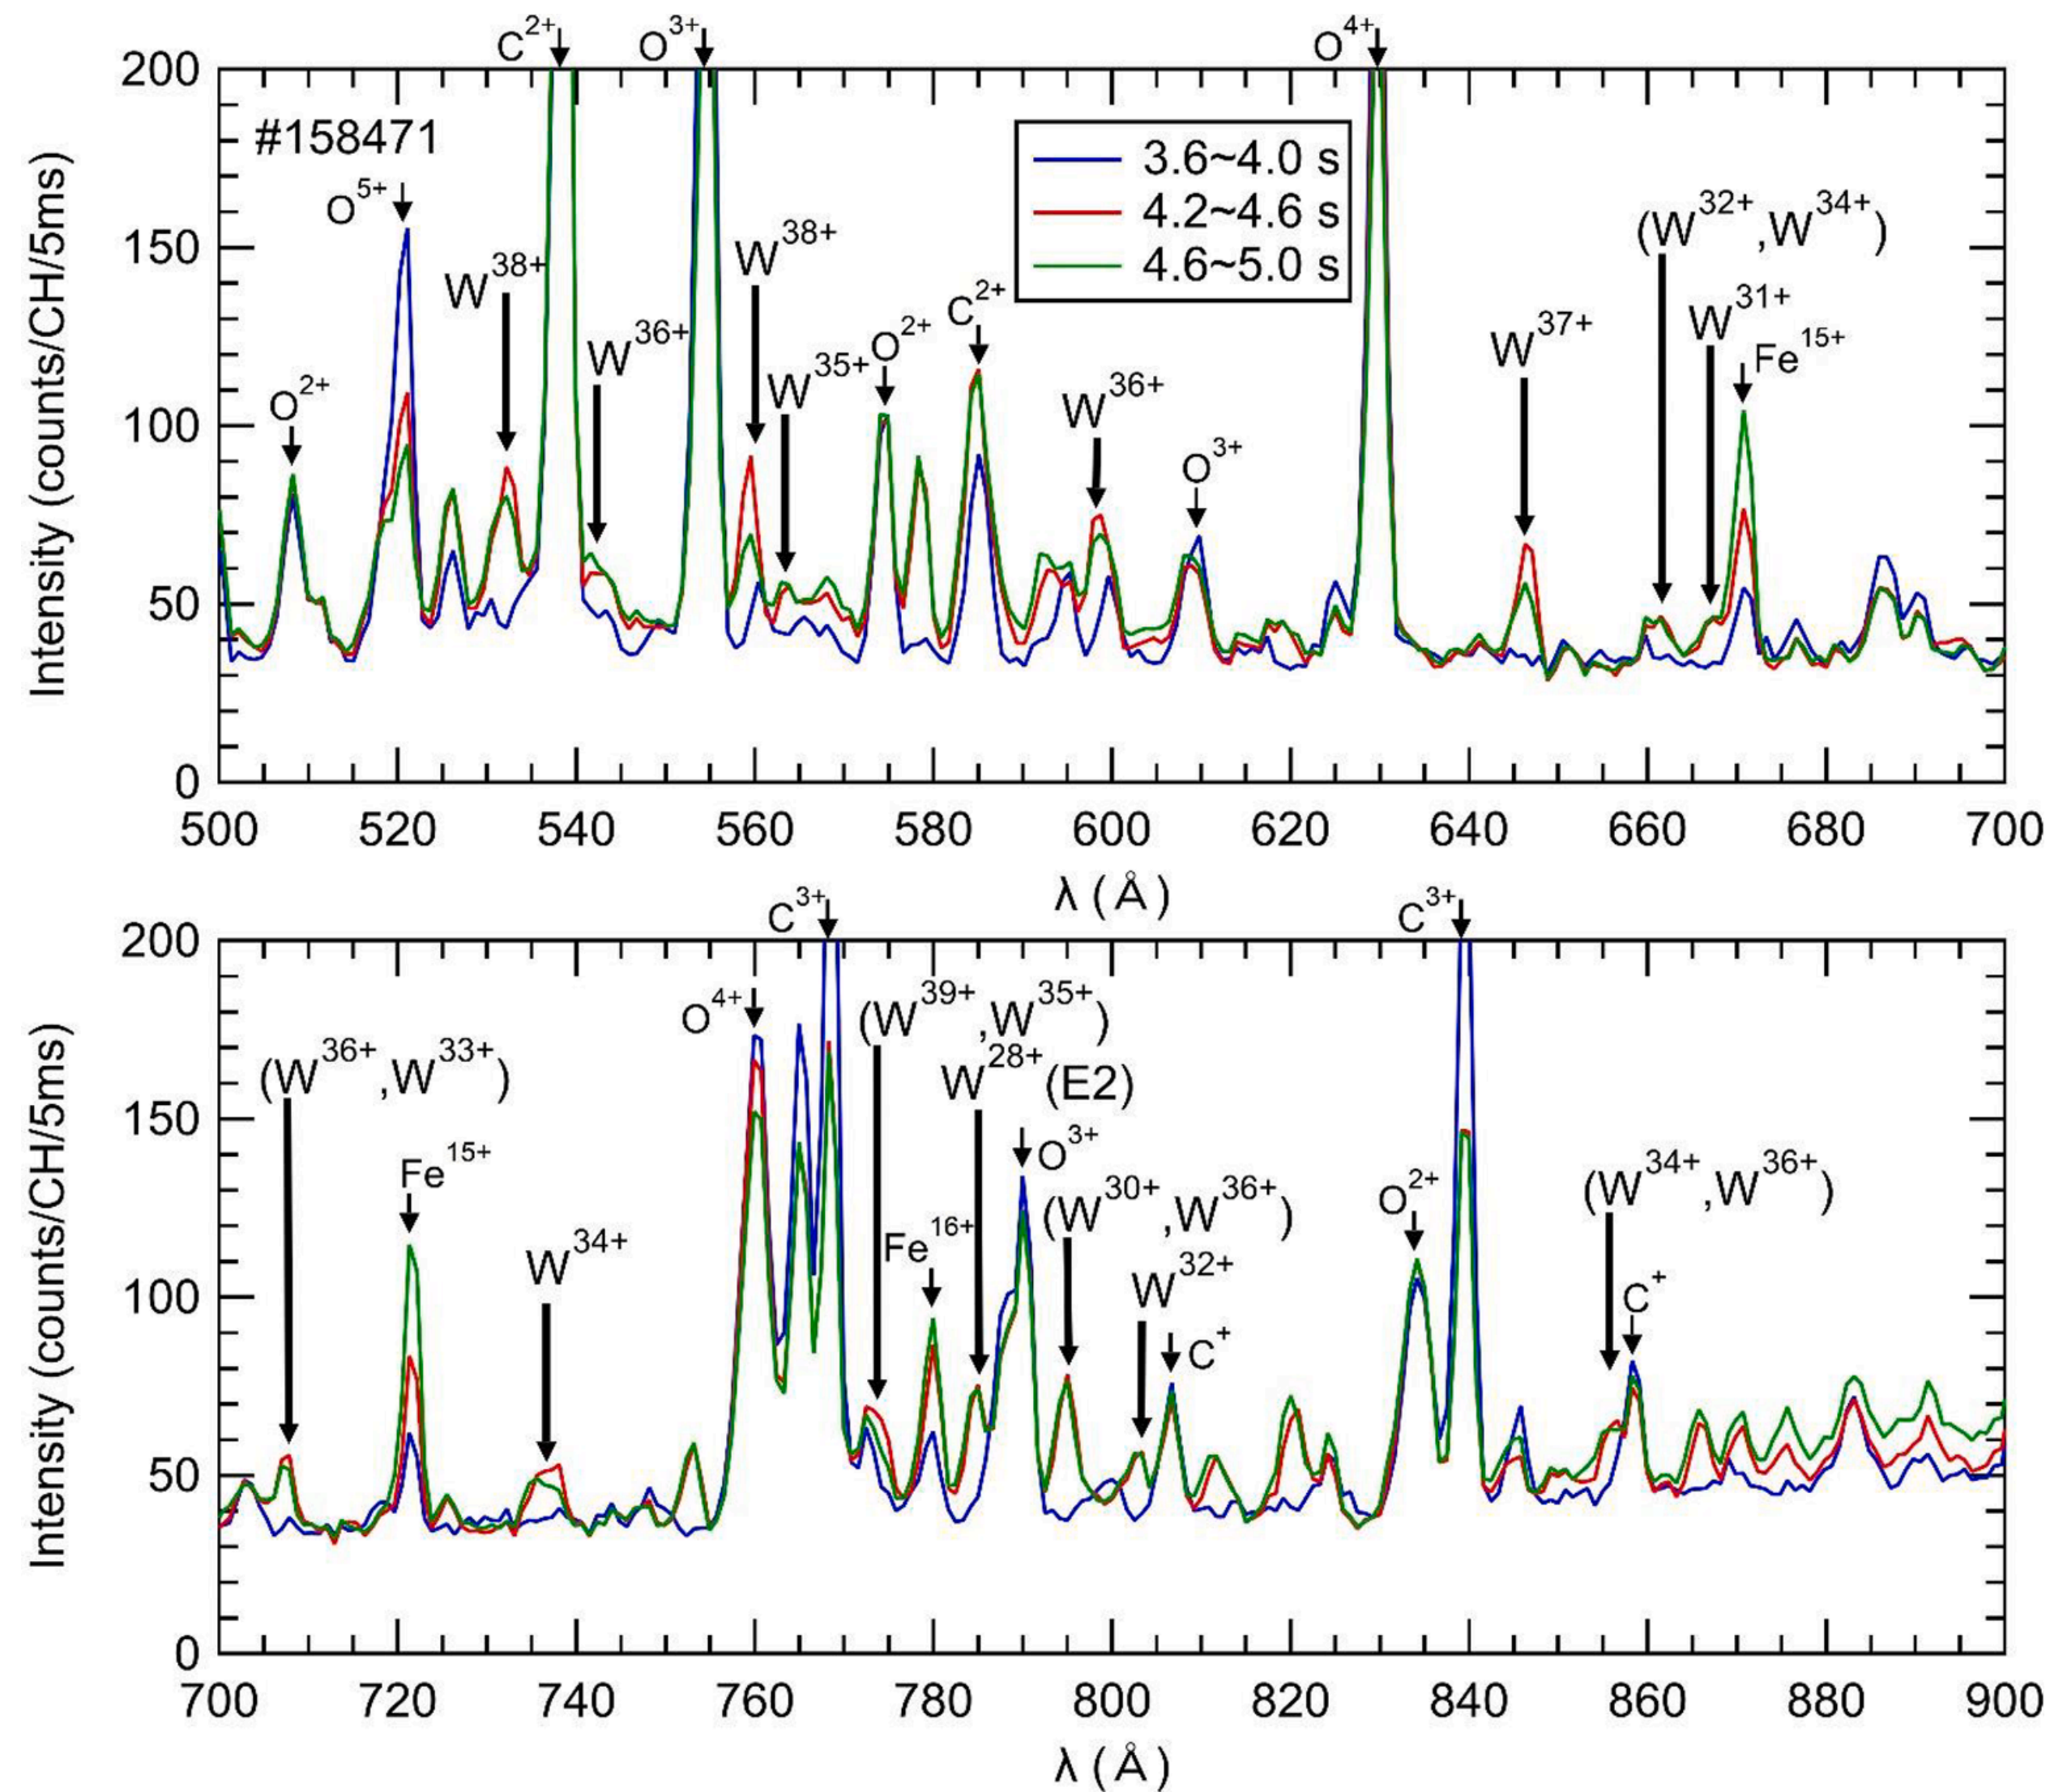 C2+ O3+ O4+
200
#158471
3.6~4.0 s
4.2~4.6 s
4.6~5.0 s
O5+
W38+
W38+
(W32+,W34+)
150
W31+
W36+
C2+
W37+
O2+
Fe15+
W35+
O2+
W36+
100
O3+
50
0
Intensity (counts/CH/5ms)
500 520 540 560 580 600 620 640 660 680 700
λ (Å)
C3+ C3+
200
O4+
(W39+,W35+)
(W36+,W33+)
W28+(E2)
150
O3+
Fe15+
(W30+,W36+)
O2+
(W34+,W36+)
Fe16+
W34+
W32+
C+
100
C+
50
0
Intensity (counts/CH/5ms)
700 720 740 760 780 800 820 840 860 880 900
λ (Å)